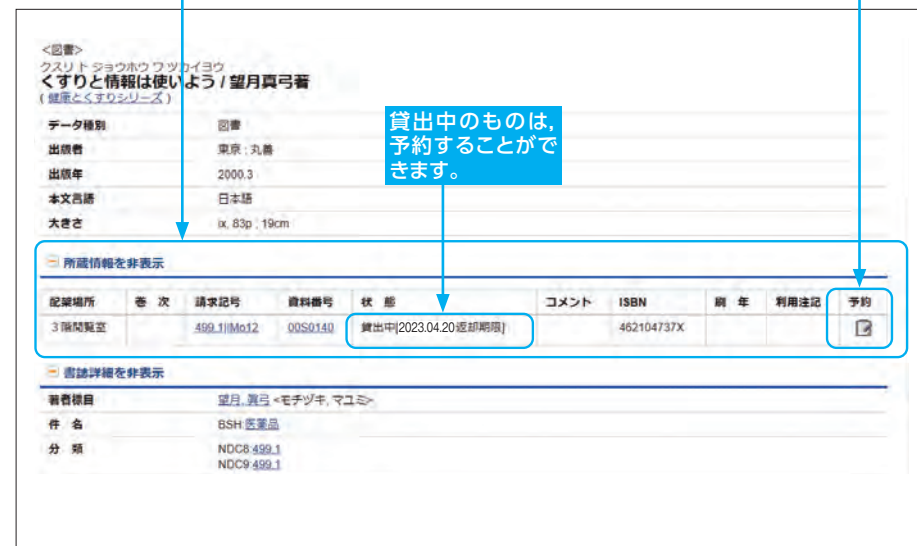 <図書>
クスリ ト ジョウホウ ワ ツカイヨウ
くすりと情報は使いよう / 望月真弓著
( 健康とくすりシリーズ )
データ種別 図書
出版者 東京 : 丸善
出版年 2000.3
本文言語 日本語
大きさ ix, 83p ; 19cm
貸出中のものは,
予約することがで
きます。
所蔵情報を非表示
配架場所 巻 次 請求記号 資料番号 状 態 コメント ISBN 刷 年 利用注記 予約
3階閲覧室 499.1||Mo12 00S0140 貸出中[2023.04.20返却期限] 462104737X
書誌詳細を非表示
著者標目 望月, 真弓 <モチヅキ, マユミ>
件 名 BSH:医薬品
分 類 NDC8:499.1
NDC9:499.1